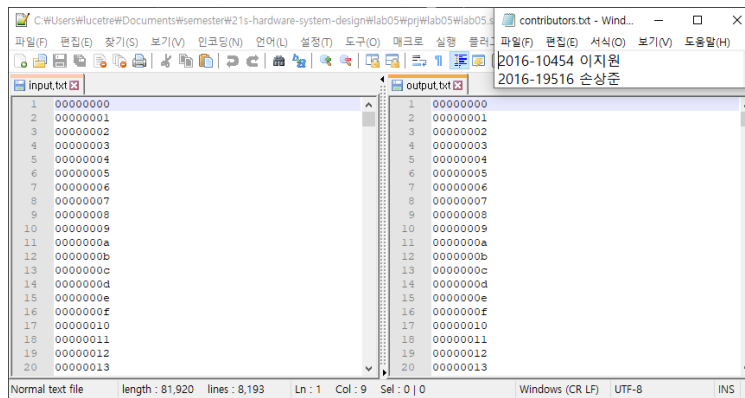 C:₩Users₩lucetre₩Documents₩semester₩21s-hardware-system-design₩lab05₩prj₩lab05₩lab05.s
파일(F) 편집(E) 찾기(S) 보기(V) 인코딩(N) 언어(L) 설정(T) 도구(O) 매크로 실행 플러그
contributors.txt - Wind...
파일(F) 편집(E) 서식(O) 보기(V) 도움말(H)
2016-10454 이지원
2016-19516 손상준
input.txt
1 00000000
2 00000001
3 00000002
4 00000003
5 00000004
6 00000005
7 00000006
8 00000007
9 00000008
10 00000009
11 0000000a
12 0000000b
13 0000000c
14 0000000d
15 0000000e
16 0000000f
17 00000010
18 00000011
19 00000012
20 00000013
output.txt
1 00000000
2 00000001
3 00000002
4 00000003
5 00000004
6 00000005
7 00000006
8 00000007
9 00000008
10 00000009
11 0000000a
12 0000000b
13 0000000c
14 0000000d
15 0000000e
16 0000000f
17 00000010
18 00000011
19 00000012
20 00000013
Normal text file length : 81,920 lines : 8,193 Ln : 1 Col : 9 Sel : 0 | 0 Windows (CR LF) UTF-8 INS